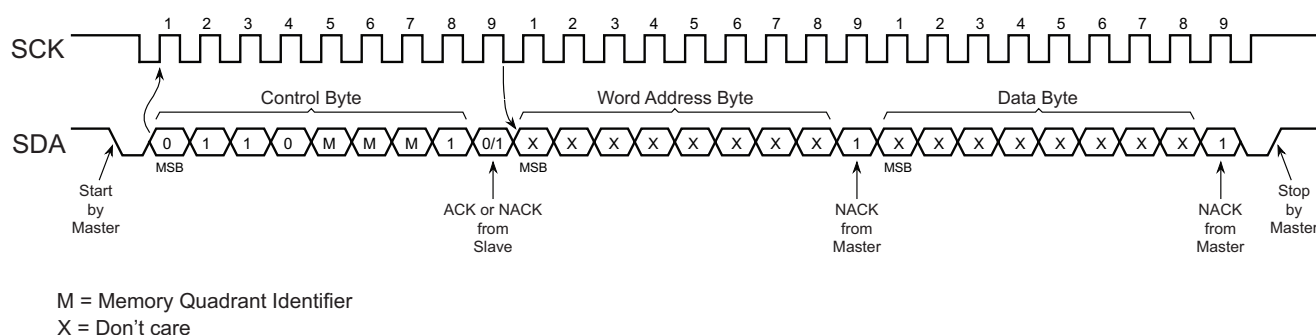 1 2 3 4 5 6 7 8 9 1 2 3 4 5 6 7 8 9 1 2 3 4 5 6 7 8 9
SCK
Control Byte Word Address Byte Data Byte
SDA 0 1 1 0 M M M 1 0/1 X X X X X X X X 1 X X X X X X X X 1
MSB MSB MSB
Start
by
Master
ACK or NACK
from
Slave
NACK
from
Master
NACK
from
Master
Stop
by
Master
M = Memory Quadrant Identifier
X = Don't care